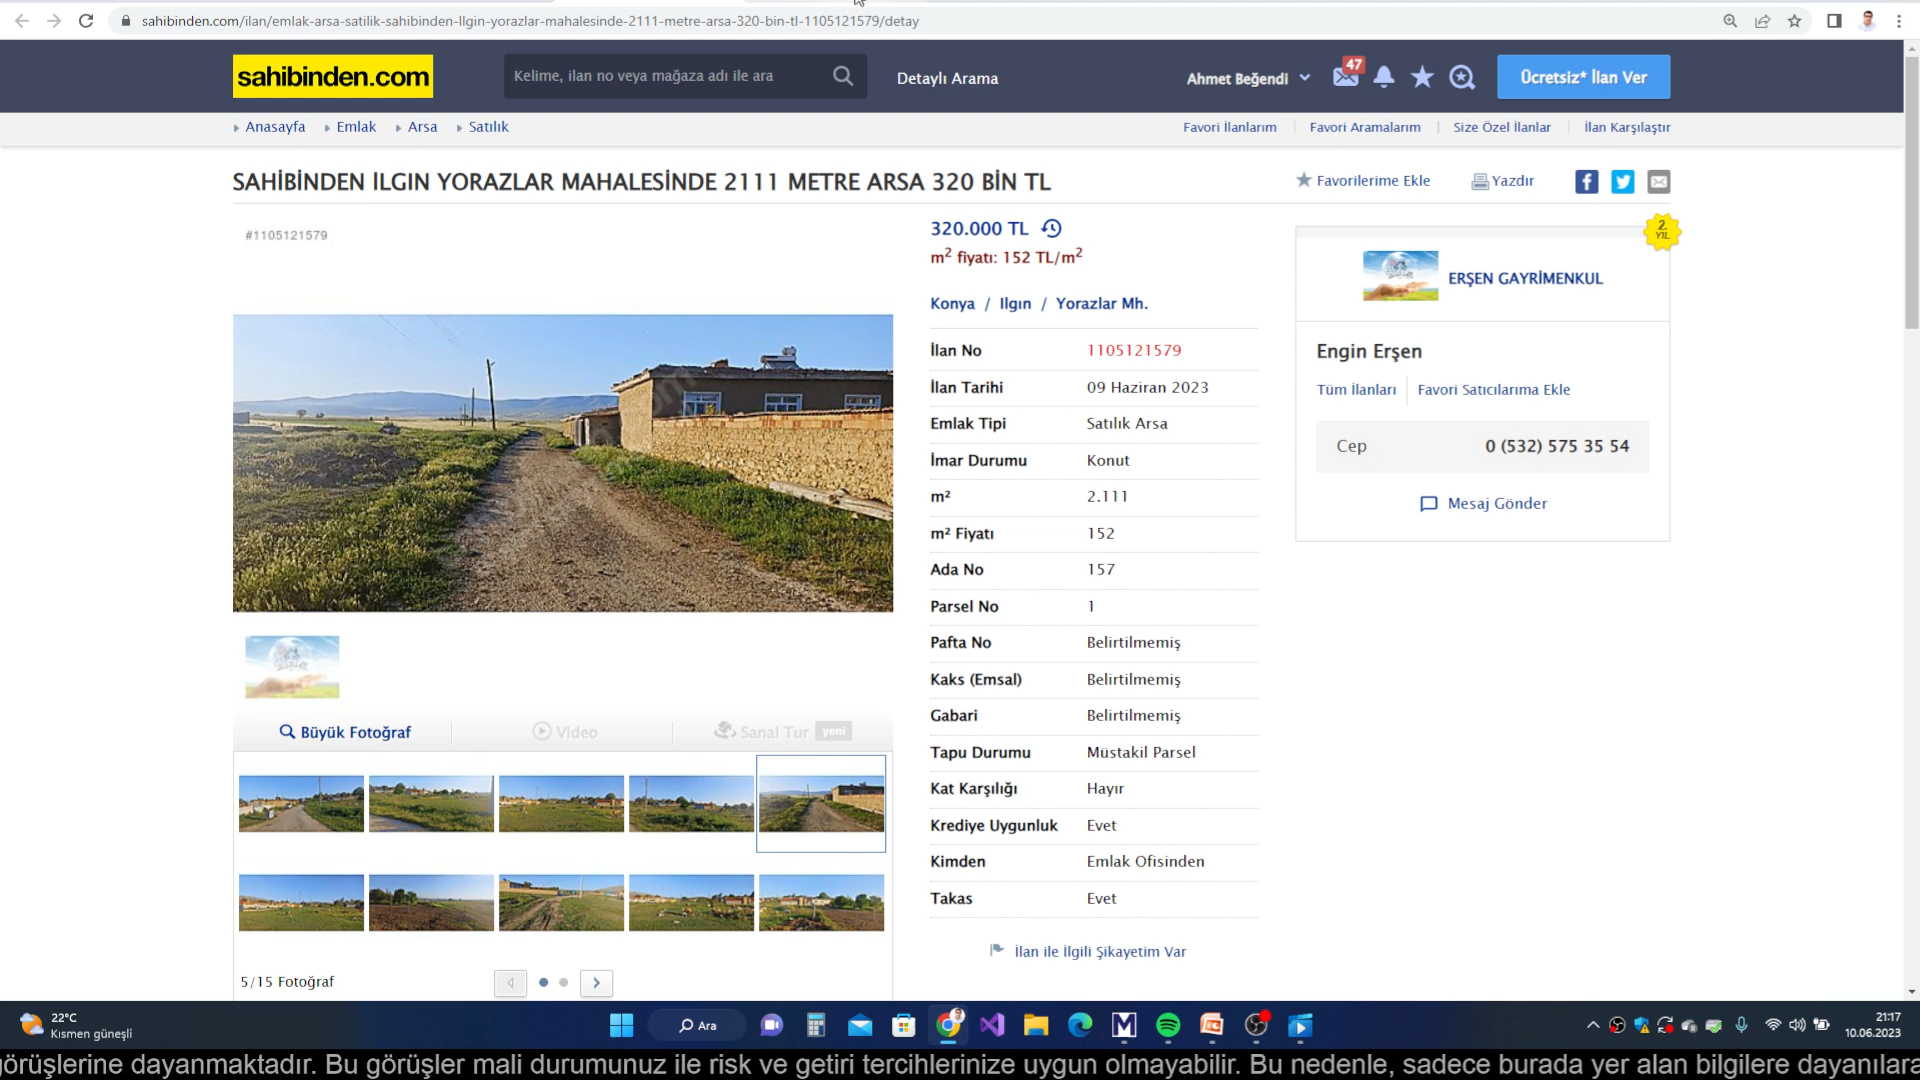 sahibinden.com/ilan/emlak-arsa-satilik-sahibinden-ilgin-yorazlar-mahalesinde-2111-metre-arsa-320-bin-tl-1105121579/detay
sahibinden.com
Kelime, ilan no veya mağaza adı ile ara
Detaylı Arama
Ahmet Beğendi
47
Ücretsiz* İlan Ver
Anasayfa
Emlak
Arsa
Satılık
Favori İlanlarım
Favori Aramalarım
Size Özel İlanlar
İlan Karşılaştır
SAHİBİNDEN ILGIN YORAZLAR MAHALESİNDE 2111 METRE ARSA 320 BİN TL
Favorilerime Ekle
Yazdır
#1105121579
320.000 TL
m² fiyatı: 152 TL/m²
Konya / Ilgın / Yorazlar Mh.
İlan No 1105121579
İlan Tarihi 09 Haziran 2023
Emlak Tipi Satılık Arsa
İmar Durumu Konut
m² 2.111
m² Fiyatı 152
Ada No 157
Parsel No 1
Pafta No Belirtilmemiş
Kaks (Emsal) Belirtilmemiş
Gabari Belirtilmemiş
Tapu Durumu Müstakil Parsel
Kat Karşılığı Hayır
Krediye Uygunluk Evet
Kimden Emlak Ofisinden
Takas Evet
İlan ile İlgili Şikayetim Var
2.
YIL
ERŞEN GAYRİMENKUL
Engin Erşen
Tüm İlanları
Favori Satıcılarıma Ekle
Cep 0 (532) 575 35 54
Mesaj Gönder
Büyük Fotoğraf
Video
Sanal Tur yeni
5/15 Fotoğraf
22°C
Kısmen güneşli
Ara
21:17
10.06.2023
görüşlerine dayanmaktadır. Bu görüşler mali durumunuz ile risk ve getiri tercihlerinize uygun olmayabilir. Bu nedenle, sadece burada yer alan bilgilere dayanılara